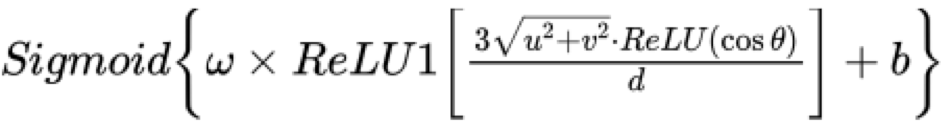 Sigmoid{ω × ReLU1[3√(u²+v²)·ReLU(cos θ)/d] + b}